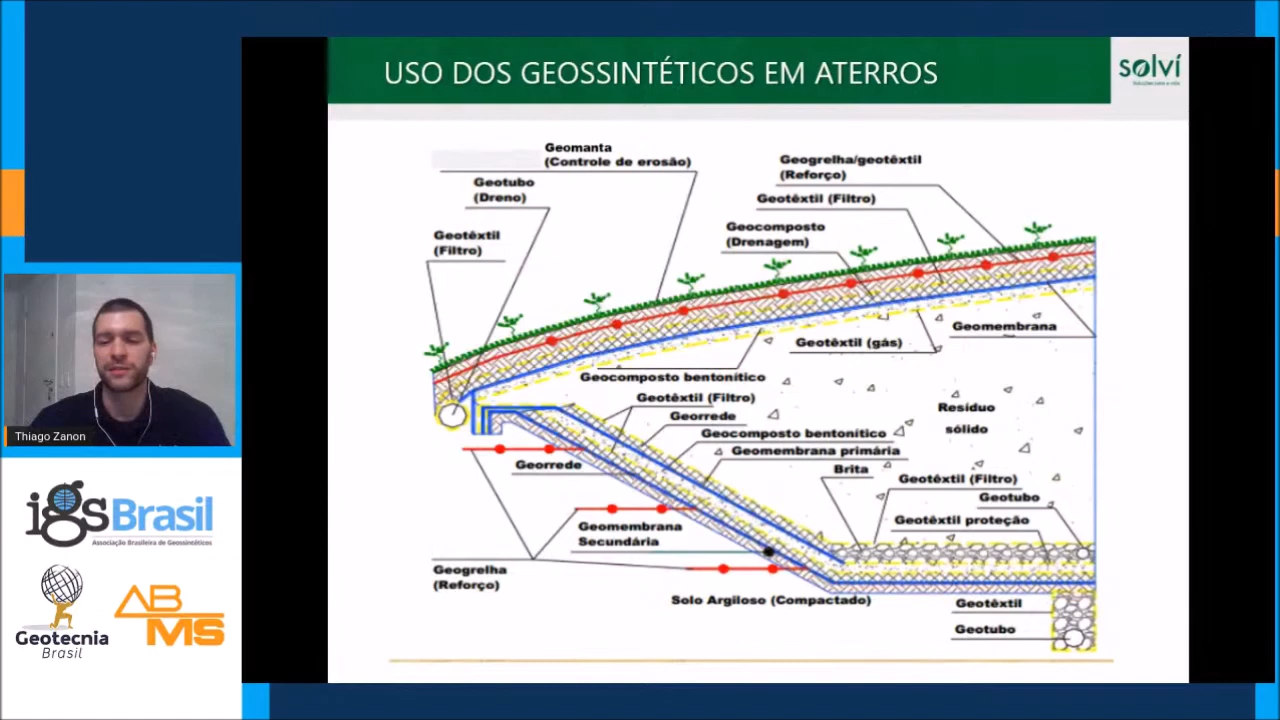 USO DOS GEOSSINTÉTICOS EM ATERROS
solví
Geomanta
(Controle de erosão)
Geotubo
(Dreno)
Geotêxtil
(Filtro)
Geogrelha/geotêxtil
(Reforço)
Geotêxtil (Filtro)
Geocomposto
(Drenagem)
Geomembrana
Geotêxtil (gás)
Geocomposto bentonítico
Geotêxtil (Filtro)
Georrede
Geocomposto bentonítico
Geomembrana primária
Resíduo
sólido
Brita
Geotêxtil (Filtro)
Geotubo
Geotêxtil proteção
Georrede
Geomembrana
Secundária
Geogrelha
(Reforço)
Solo Argiloso (Compactado)
Geotêxtil
Geotubo
Thiago Zanon
igs Brasil
Associação Brasileira de Geossintéticos
Geotecnia
Brasil
ABMS